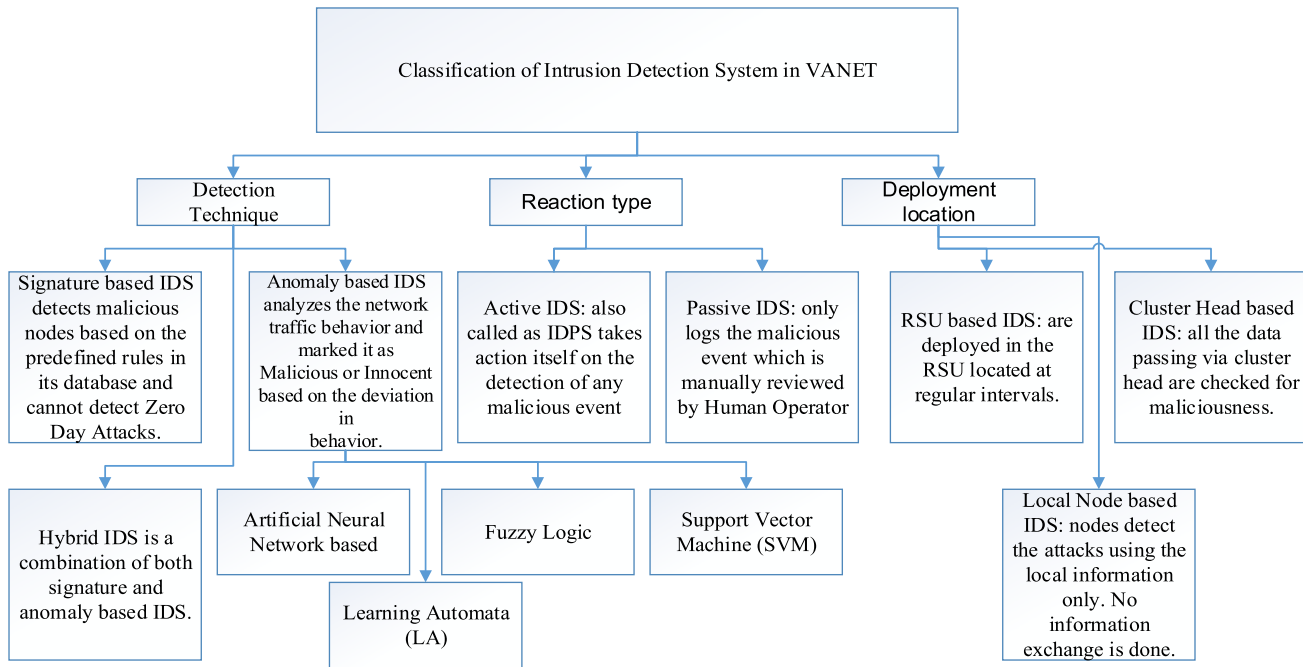 Classification of Intrusion Detection System in VANET
Detection
Technique
Reaction type
Deployment
location
Signature based IDS
detects malicious
nodes based on the
predefined rules in
its database and
cannot detect Zero
Day Attacks.
Anomaly based IDS
analyzes the network
traffic behavior and
marked it as
Malicious or Innocent
based on the deviation
in
behavior.
Active IDS: also
called as IDPS takes
action itself on the
detection of any
malicious event
Passive IDS: only
logs the malicious
event which is
manually reviewed
by Human Operator
RSU based IDS: are
deployed in the
RSU located at
regular intervals.
Cluster Head based
IDS: all the data
passing via cluster
head are checked for
maliciousness.
Hybrid IDS is a
combination of both
signature and
anomaly based IDS.
Artificial Neural
Network based
Learning Automata
(LA)
Fuzzy Logic
Support Vector
Machine (SVM)
Local Node based
IDS: nodes detect
the attacks using the
local information
only. No
information
exchange is done.